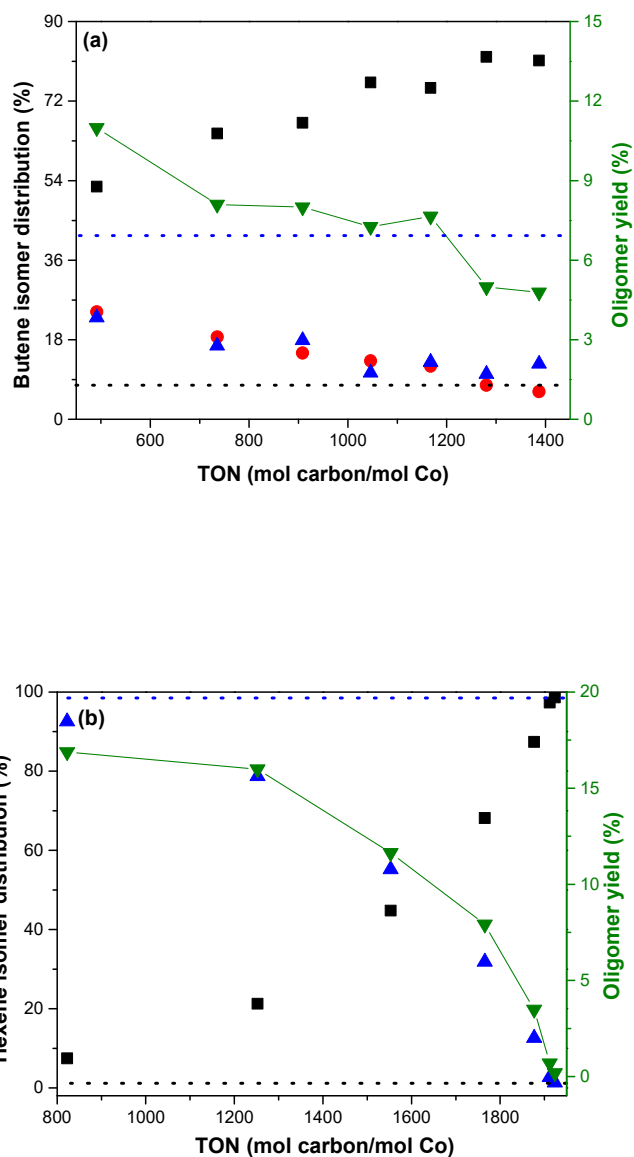 (a)
Butene isomer distribution (%)
90
72
54
36
18
0
15
12
9
6
3
0
Oligomer yield (%)
600 800 1000 1200 1400
TON (mol carbon/mol Co)
(b)
isomer distribution (%)
100
80
60
40
20
0
20
15
10
5
0
Oligomer yield (%)
800 1000 1200 1400 1600 1800
TON (mol carbon/mol Co)